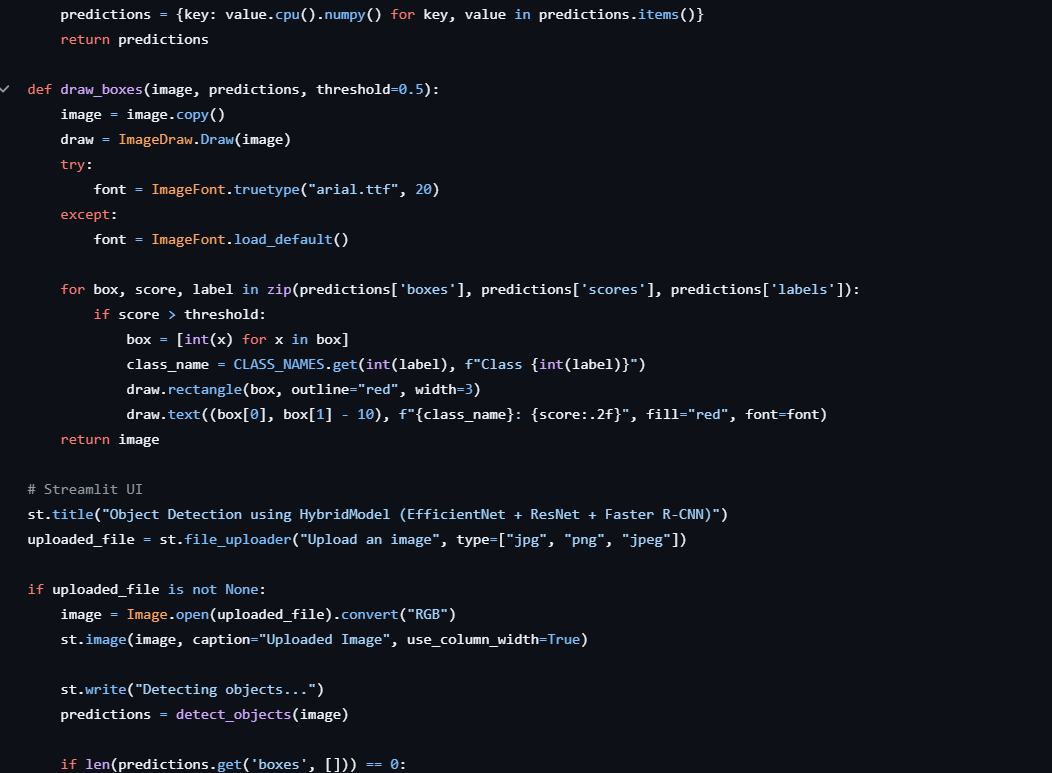 predictions = {key: value.cpu().numpy() for key, value in predictions.items()}
return predictions
def draw_boxes(image, predictions, threshold=0.5):
image = image.copy()
draw = ImageDraw.Draw(image)
try:
font = ImageFont.truetype("arial.ttf", 20)
except:
font = ImageFont.load_default()
for box, score, label in zip(predictions['boxes'], predictions['scores'], predictions['labels']):
if score > threshold:
box = [int(x) for x in box]
class_name = CLASS_NAMES.get(int(label), f"Class {int(label)}")
draw.rectangle(box, outline="red", width=3)
draw.text((box[0], box[1] - 10), f"{class_name}: {score:.2f}", fill="red", font=font)
return image
# Streamlit UI
st.title("Object Detection using HybridModel (EfficientNet + ResNet + Faster R-CNN)")
uploaded_file = st.file_uploader("Upload an image", type=["jpg", "png", "jpeg"])
if uploaded_file is not None:
image = Image.open(uploaded_file).convert("RGB")
st.image(image, caption="Uploaded Image", use_column_width=True)
st.write("Detecting objects...")
predictions = detect_objects(image)
if len(predictions.get('boxes', [])) == 0: